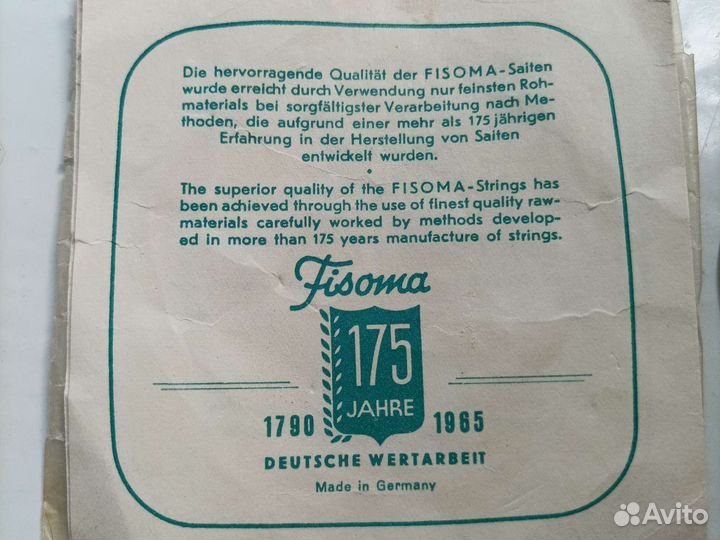 Die hervorragende Qualität der FISOMA-Saiten
wurde erreicht durch Verwendung nur feinsten Roh-
materials bei sorgfältigster Verarbeitung nach Me-
thoden, die aufgrund einer mehr als 175 jährigen
Erfahrung in der Herstellung von Saiten
entwickelt wurden.
The superior quality of the FISOMA-Strings has
been achieved through the use of finest quality raw-
materials carefully worked by methods develop-
ed in more than 175 years manufacture of strings.
Fisoma
175
JAHRE
1790 1965
DEUTSCHE WERTARBEIT
Made in Germany
Avito